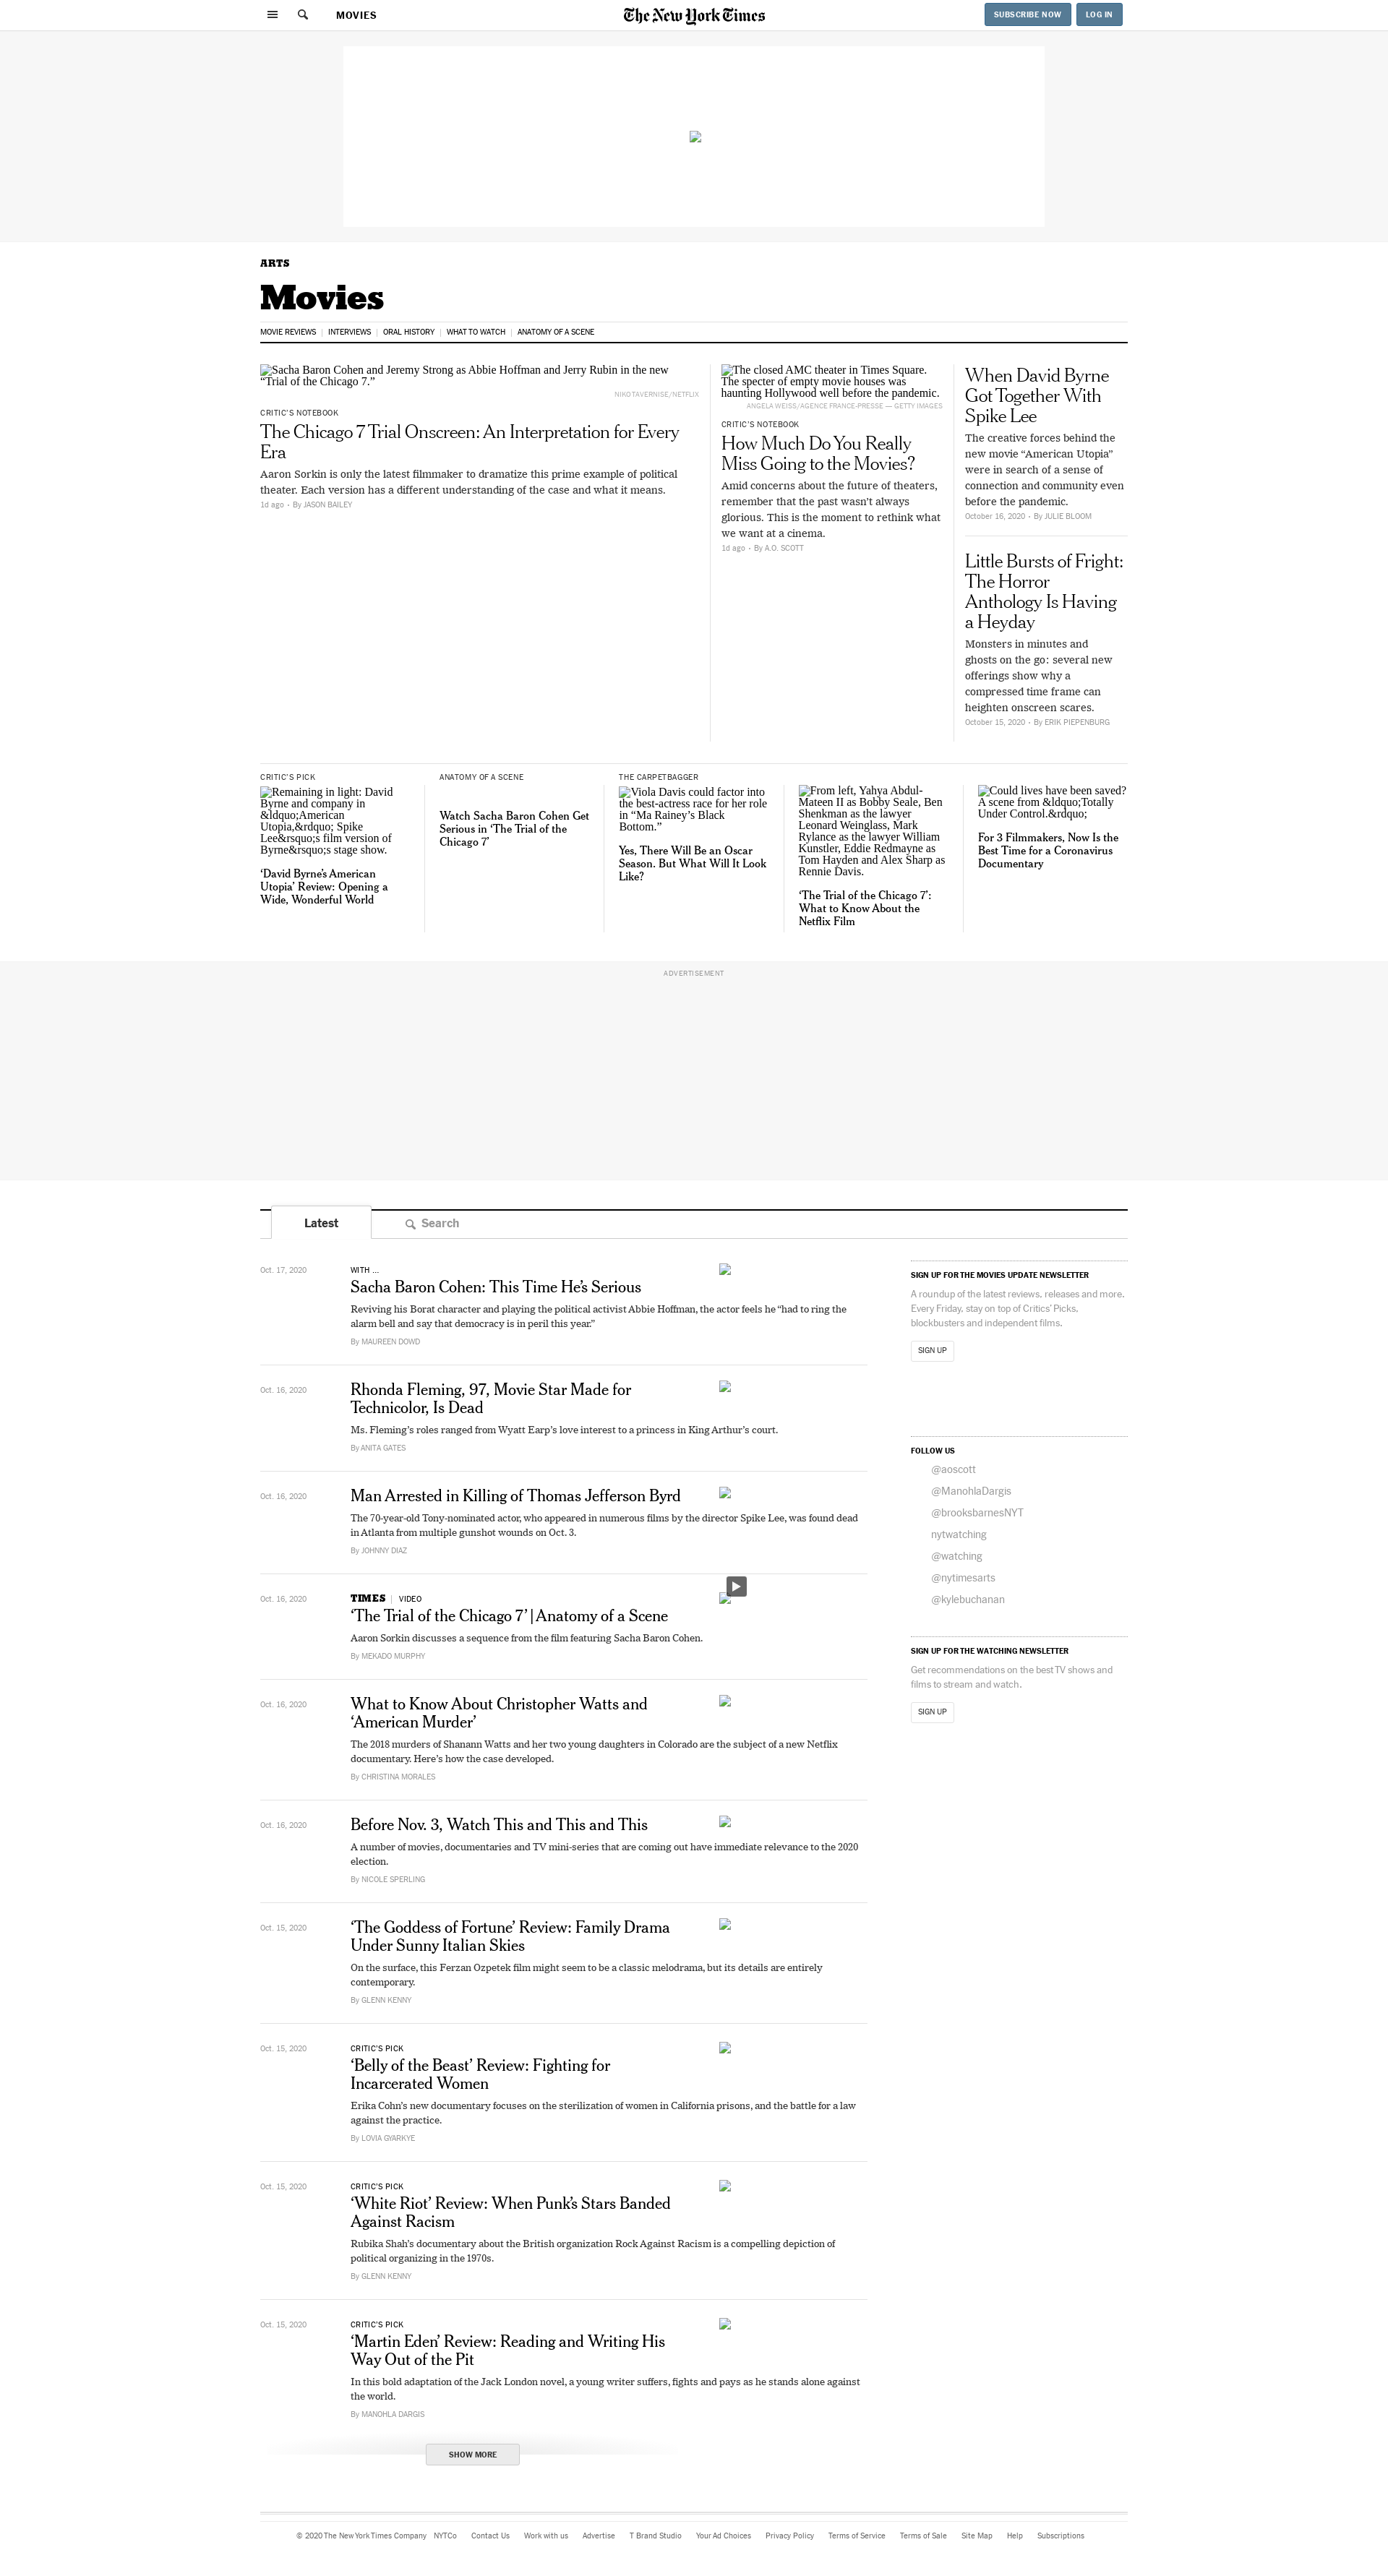 MOVIES
The New York Times
SUBSCRIBE NOW
LOG IN
ARTS
Movies
MOVIE REVIEWS
INTERVIEWS
ORAL HISTORY
WHAT TO WATCH
ANATOMY OF A SCENE
Sacha Baron Cohen and Jeremy Strong as Abbie Hoffman and Jerry Rubin in the new
“Trial of the Chicago 7.”
NIKO TAVERNISE/NETFLIX
CRITIC’S NOTEBOOK
The Chicago 7 Trial Onscreen: An Interpretation for Every
Era
Aaron Sorkin is only the latest filmmaker to dramatize this prime example of political
theater. Each version has a different understanding of the case and what it means.
1d ago • By JASON BAILEY
The closed AMC theater in Times Square.
The specter of empty movie houses was
haunting Hollywood well before the pandemic.
ANGELA WEISS/AGENCE FRANCE-PRESSE — GETTY IMAGES
CRITIC’S NOTEBOOK
How Much Do You Really
Miss Going to the Movies?
Amid concerns about the future of theaters,
remember that the past wasn’t always
glorious. This is the moment to rethink what
we want at a cinema.
1d ago • By A.O. SCOTT
When David Byrne
Got Together With
Spike Lee
The creative forces behind the
new movie “American Utopia”
were in search of a sense of
connection and community even
before the pandemic.
October 16, 2020 • By JULIE BLOOM
Little Bursts of Fright:
The Horror
Anthology Is Having
a Heyday
Monsters in minutes and
ghosts on the go: several new
offerings show why a
compressed time frame can
heighten onscreen scares.
October 15, 2020 • By ERIK PIEPENBURG
CRITIC’S PICK
Remaining in light: David
Byrne and company in
&ldquo;American
Utopia,&rdquo; Spike
Lee&rsquo;s film version of
Byrne&rsquo;s stage show.
‘David Byrne’s American
Utopia’ Review: Opening a
Wide, Wonderful World
ANATOMY OF A SCENE
Watch Sacha Baron Cohen Get
Serious in ‘The Trial of the
Chicago 7’
THE CARPETBAGGER
Viola Davis could factor into
the best-actress race for her role
in “Ma Rainey’s Black
Bottom.”
Yes, There Will Be an Oscar
Season. But What Will It Look
Like?
From left, Yahya Abdul-
Mateen II as Bobby Seale, Ben
Shenkman as the lawyer
Leonard Weinglass, Mark
Rylance as the lawyer William
Kunstler, Eddie Redmayne as
Tom Hayden and Alex Sharp as
Rennie Davis.
‘The Trial of the Chicago 7’:
What to Know About the
Netflix Film
Could lives have been saved?
A scene from &ldquo;Totally
Under Control.&rdquo;
For 3 Filmmakers, Now Is the
Best Time for a Coronavirus
Documentary
ADVERTISEMENT
Latest
Search
Oct. 17, 2020
WITH ...
Sacha Baron Cohen: This Time He’s Serious
Reviving his Borat character and playing the political activist Abbie Hoffman, the actor feels he “had to ring the
alarm bell and say that democracy is in peril this year.”
By MAUREEN DOWD
Oct. 16, 2020
Rhonda Fleming, 97, Movie Star Made for
Technicolor, Is Dead
Ms. Fleming’s roles ranged from Wyatt Earp’s love interest to a princess in King Arthur’s court.
By ANITA GATES
Oct. 16, 2020
Man Arrested in Killing of Thomas Jefferson Byrd
The 70-year-old Tony-nominated actor, who appeared in numerous films by the director Spike Lee, was found dead
in Atlanta from multiple gunshot wounds on Oct. 3.
By JOHNNY DIAZ
Oct. 16, 2020
TIMES | VIDEO
‘The Trial of the Chicago 7’ | Anatomy of a Scene
Aaron Sorkin discusses a sequence from the film featuring Sacha Baron Cohen.
By MEKADO MURPHY
Oct. 16, 2020
What to Know About Christopher Watts and
‘American Murder’
The 2018 murders of Shanann Watts and her two young daughters in Colorado are the subject of a new Netflix
documentary. Here’s how the case developed.
By CHRISTINA MORALES
Oct. 16, 2020
Before Nov. 3, Watch This and This and This
A number of movies, documentaries and TV mini-series that are coming out have immediate relevance to the 2020
election.
By NICOLE SPERLING
Oct. 15, 2020
‘The Goddess of Fortune’ Review: Family Drama
Under Sunny Italian Skies
On the surface, this Ferzan Ozpetek film might seem to be a classic melodrama, but its details are entirely
contemporary.
By GLENN KENNY
Oct. 15, 2020
CRITIC’S PICK
‘Belly of the Beast’ Review: Fighting for
Incarcerated Women
Erika Cohn’s new documentary focuses on the sterilization of women in California prisons, and the battle for a law
against the practice.
By LOVIA GYARKYE
Oct. 15, 2020
CRITIC’S PICK
‘White Riot’ Review: When Punk’s Stars Banded
Against Racism
Rubika Shah’s documentary about the British organization Rock Against Racism is a compelling depiction of
political organizing in the 1970s.
By GLENN KENNY
Oct. 15, 2020
CRITIC’S PICK
‘Martin Eden’ Review: Reading and Writing His
Way Out of the Pit
In this bold adaptation of the Jack London novel, a young writer suffers, fights and pays as he stands alone against
the world.
By MANOHLA DARGIS
SHOW MORE
SIGN UP FOR THE MOVIES UPDATE NEWSLETTER
A roundup of the latest reviews, releases and more.
Every Friday, stay on top of Critics’ Picks,
blockbusters and independent films.
SIGN UP
FOLLOW US
@aoscott
@ManohlaDargis
@brooksbarnesNYT
nytwatching
@watching
@nytimesarts
@kylebuchanan
SIGN UP FOR THE WATCHING NEWSLETTER
Get recommendations on the best TV shows and
films to stream and watch.
SIGN UP
© 2020 The New York Times Company NYTCo Contact Us Work with us Advertise T Brand Studio Your Ad Choices Privacy Policy Terms of Service Terms of Sale Site Map Help Subscriptions